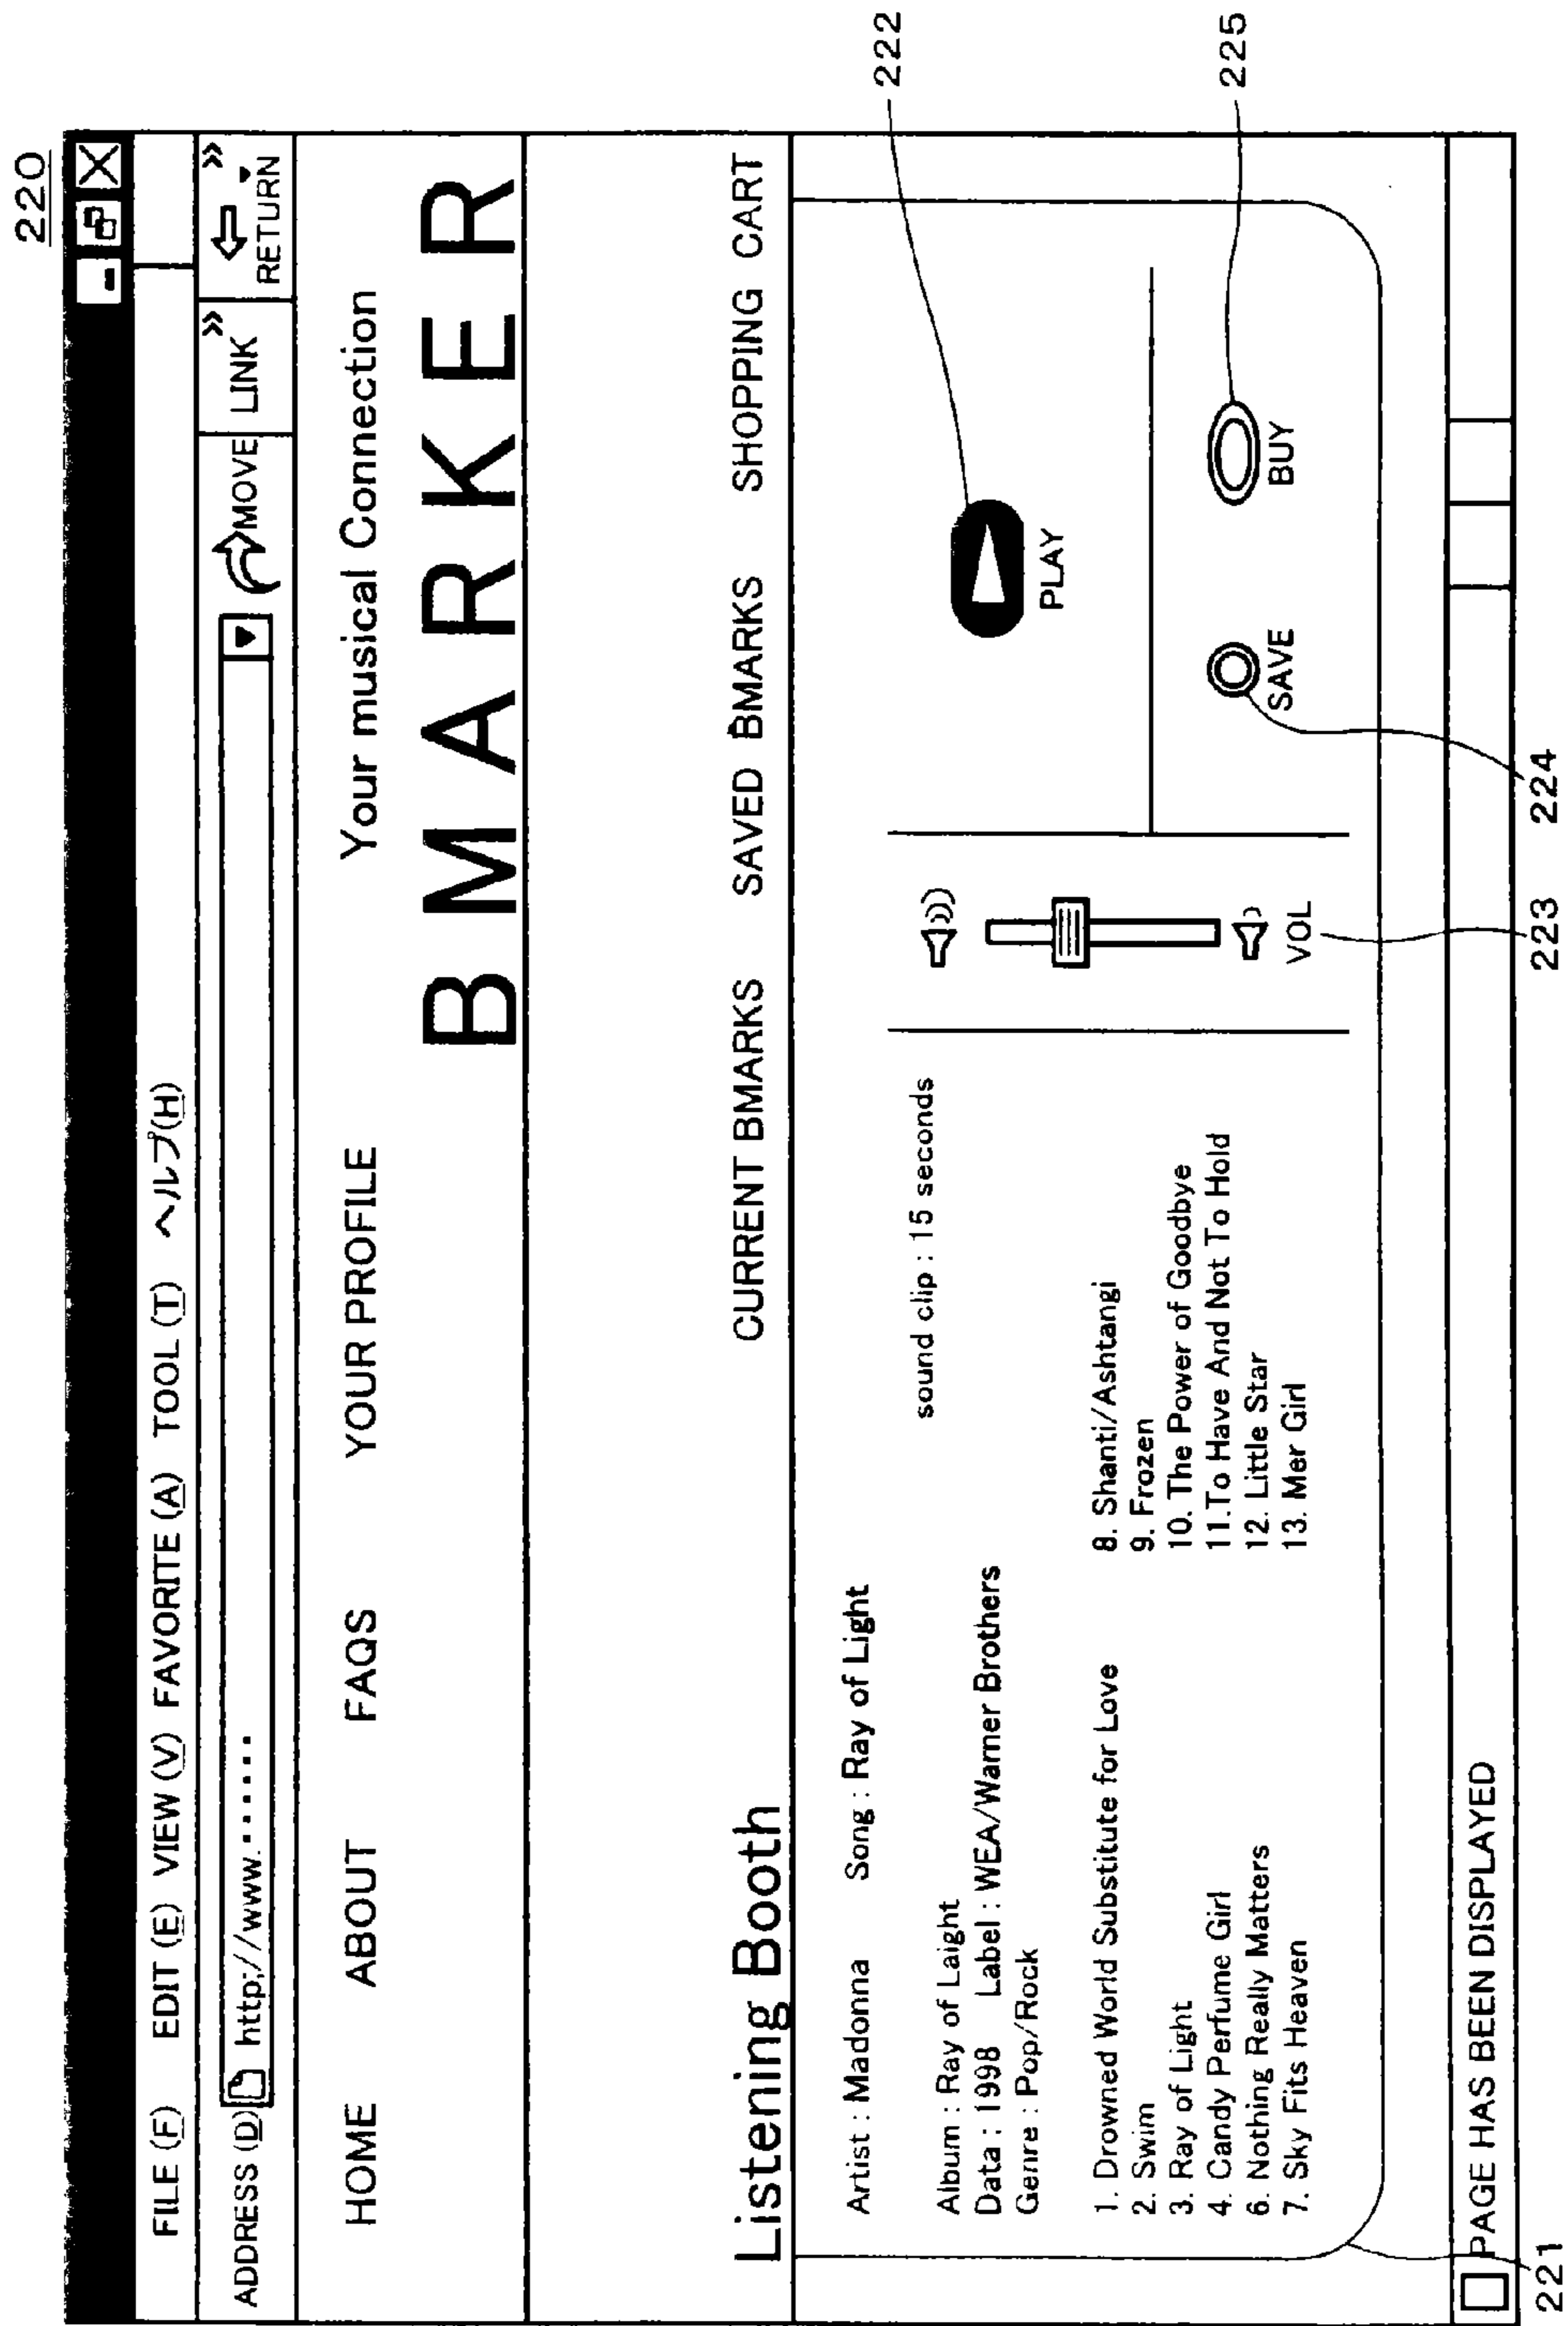 220
FILE (F) EDIT (E) VIEW (V) FAVORITE (A) TOOL (T) ヘルプ(H)
ADDRESS (D) http;//www.······ MOVE LINK » RETURN »
HOME ABOUT FAQS YOUR PROFILE Your musical Connection
BMARKER
Listening Booth CURRENT BMARKS SAVED BMARKS SHOPPING CART
Artist : Madonna Song : Ray of Light
sound clip : 15 seconds
Album : Ray of Laight
Data : 1998 Label : WEA/Warner Brothers
Genre : Pop/Rock
1. Drowned World Substitute for Love
2. Swim
3. Ray of Light
4. Candy Perfume Girl
6. Nothing Really Matters
7. Sky Fits Heaven
8. Shanti/Ashtangi
9. Frozen
10. The Power of Goodbye
11.To Have And Not To Hold
12. Little Star
13. Mer Girl
VOL
PLAY
SAVE
BUY
PAGE HAS BEEN DISPLAYED
221
223
224
222
225